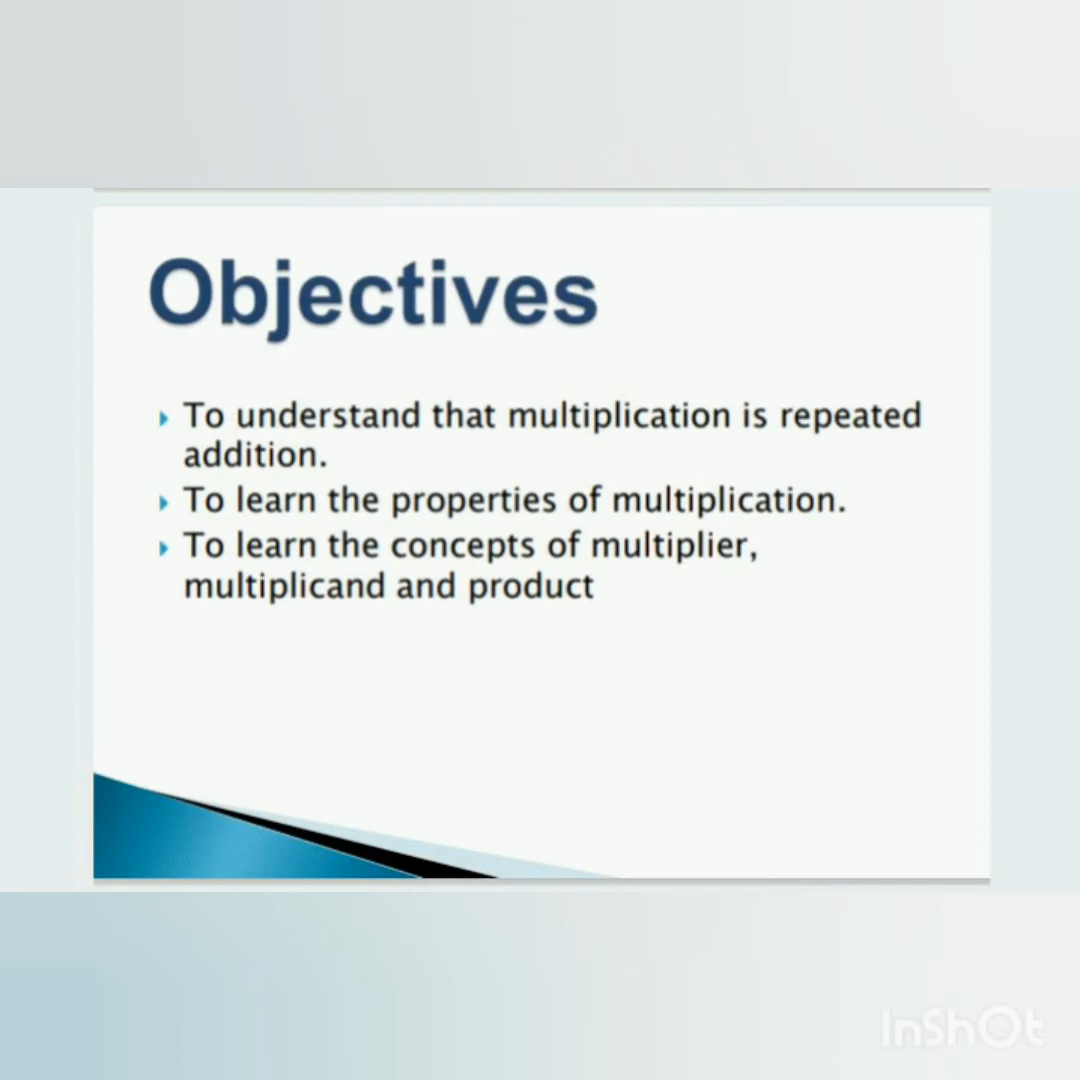 Objectives
To understand that multiplication is repeated
addition.
To learn the properties of multiplication.
To learn the concepts of multiplier,
multiplicand and product
InShOt